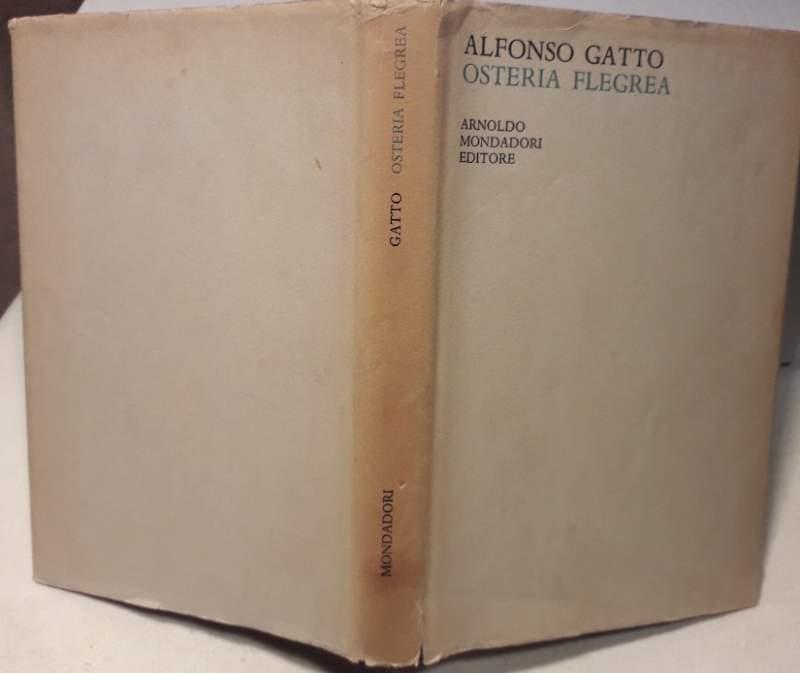 ALFONSO GATTO
OSTERIA FLEGREA
ARNOLDO
MONDADORI
EDITORE
GATTO OSTERIA FLEGREA
MONDADORI